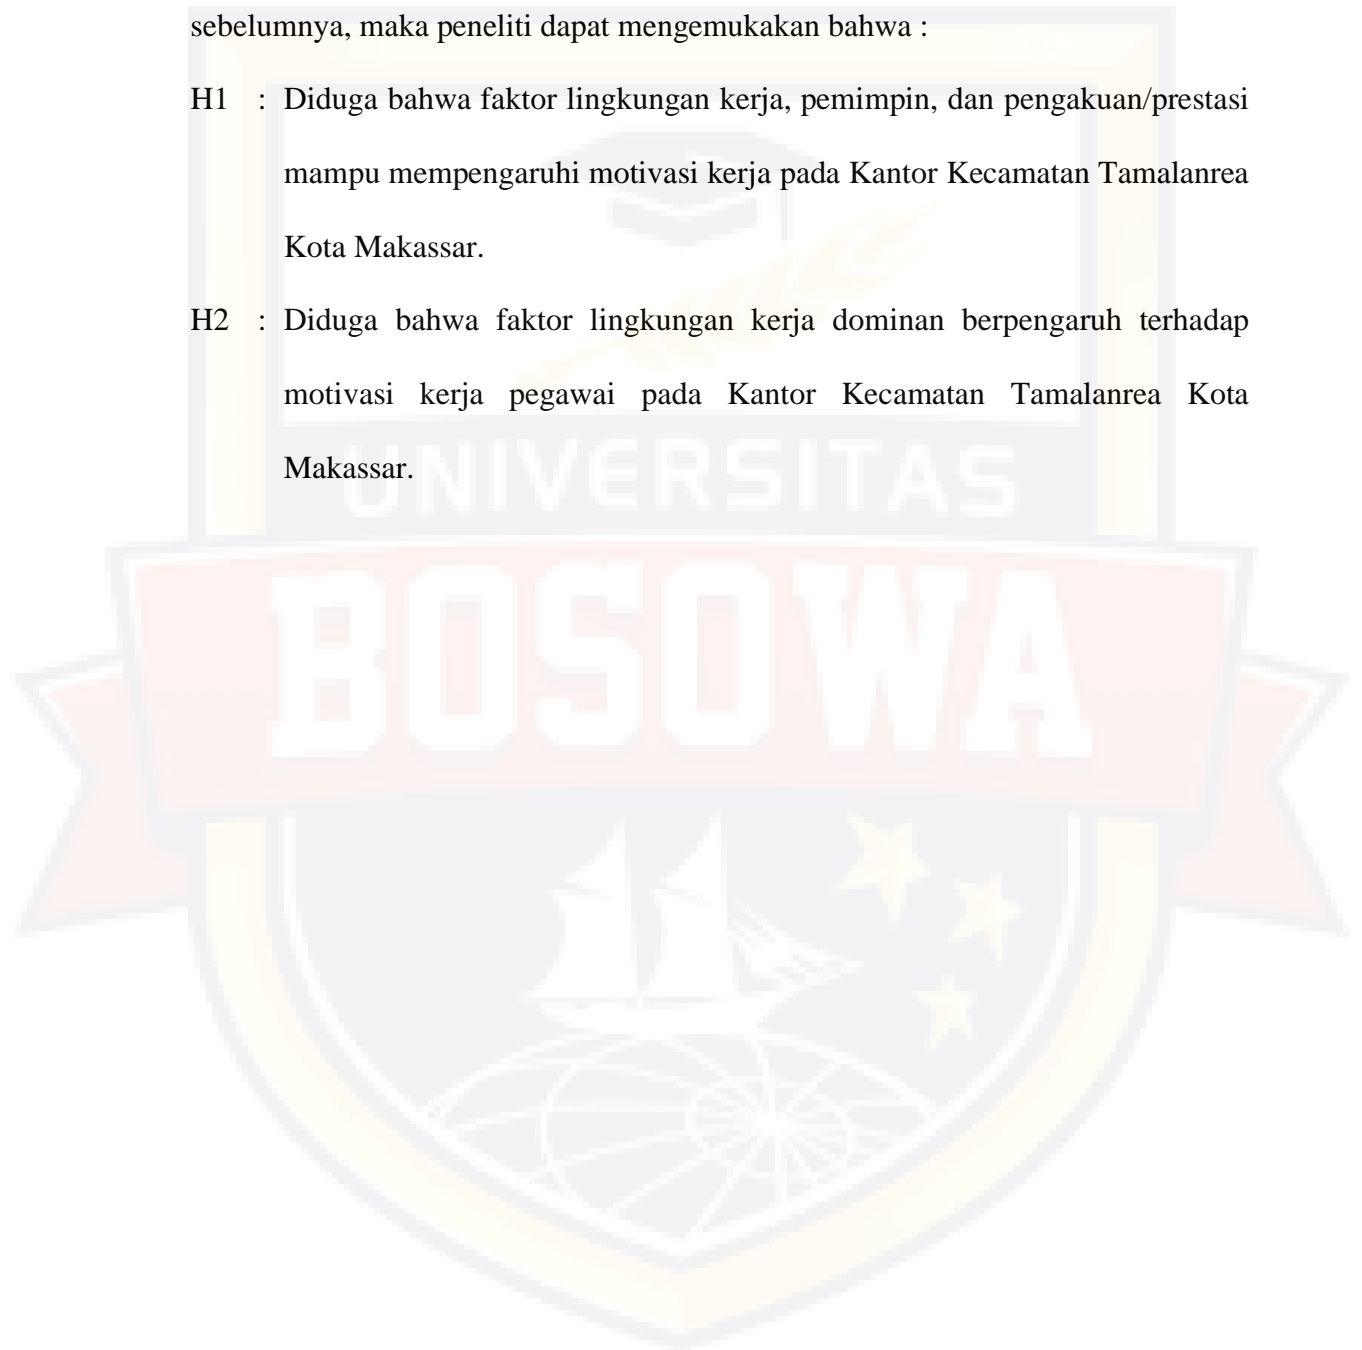 sebelumnya, maka peneliti dapat mengemukakan bahwa :
H1 : Diduga bahwa faktor lingkungan kerja, pemimpin, dan pengakuan/prestasi
mampu mempengaruhi motivasi kerja pada Kantor Kecamatan Tamalanrea
Kota Makassar.
H2 : Diduga bahwa faktor lingkungan kerja dominan berpengaruh terhadap
motivasi kerja pegawai pada Kantor Kecamatan Tamalanrea Kota
Makassar.
UNIVERSITAS
BOSOWA